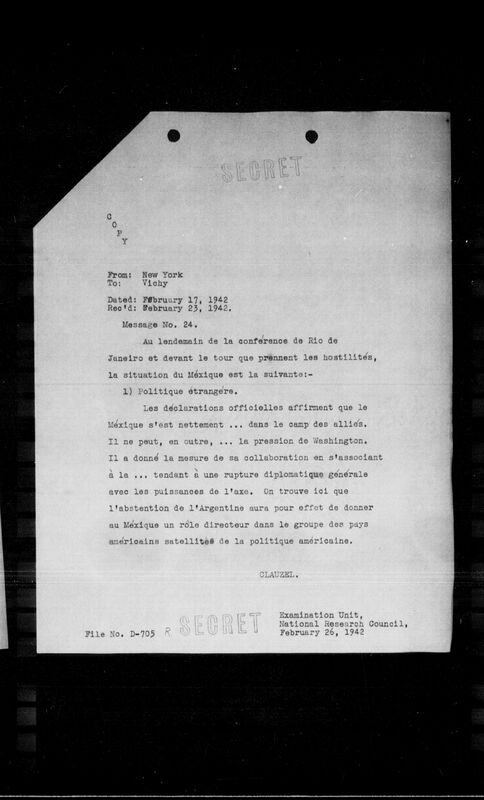 SECRET
C
O
P
Y
From: New York
To: Vichy
Dated: February 17, 1942
Rec'd: February 23, 1942.
Message No. 24.
Au lendemain de la conférence de Rio de
Janeiro et devant le tour que prennent les hostilités,
la situation du Méxique est la suivante:-
1) Politique étrangère.
Les déclarations officielles affirment que le
Méxique s'est nettement ... dans le camp des alliés.
Il ne peut, en outre, ... la pression de Washington.
Il a donné la mesure de sa collaboration en s'associant
à la ... tendant à une rupture diplomatique générale
avec les puissances de l'axe. On trouve ici que
l'abstention de l'Argentine aura pour effet de donner
au Méxique un rôle directeur dans le groupe des pays
américains satellites de la politique américaine.
CLAUZEL.
Examination Unit,
National Research Council,
February 26, 1942
File No. D-705 R SECRET